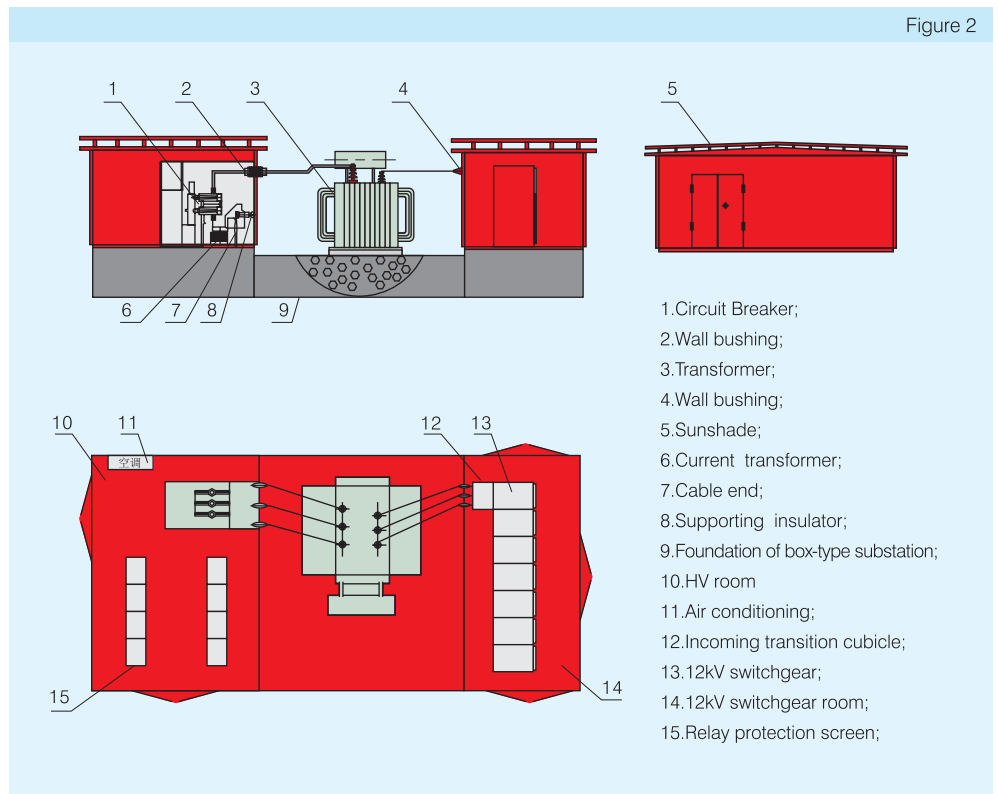 Figure 2
1 2 3 4 5
6 7 8 9
1.Circuit Breaker;
2.Wall bushing;
3.Transformer;
4.Wall bushing;
5.Sunshade;
6.Current transformer;
7.Cable end;
8.Supporting insulator;
9.Foundation of box-type substation;
10.HV room
11.Air conditioning;
12.Incoming transition cubicle;
13.12kV switchgear;
14.12kV switchgear room;
15.Relay protection screen;
10 11 12 13
空调
15 14